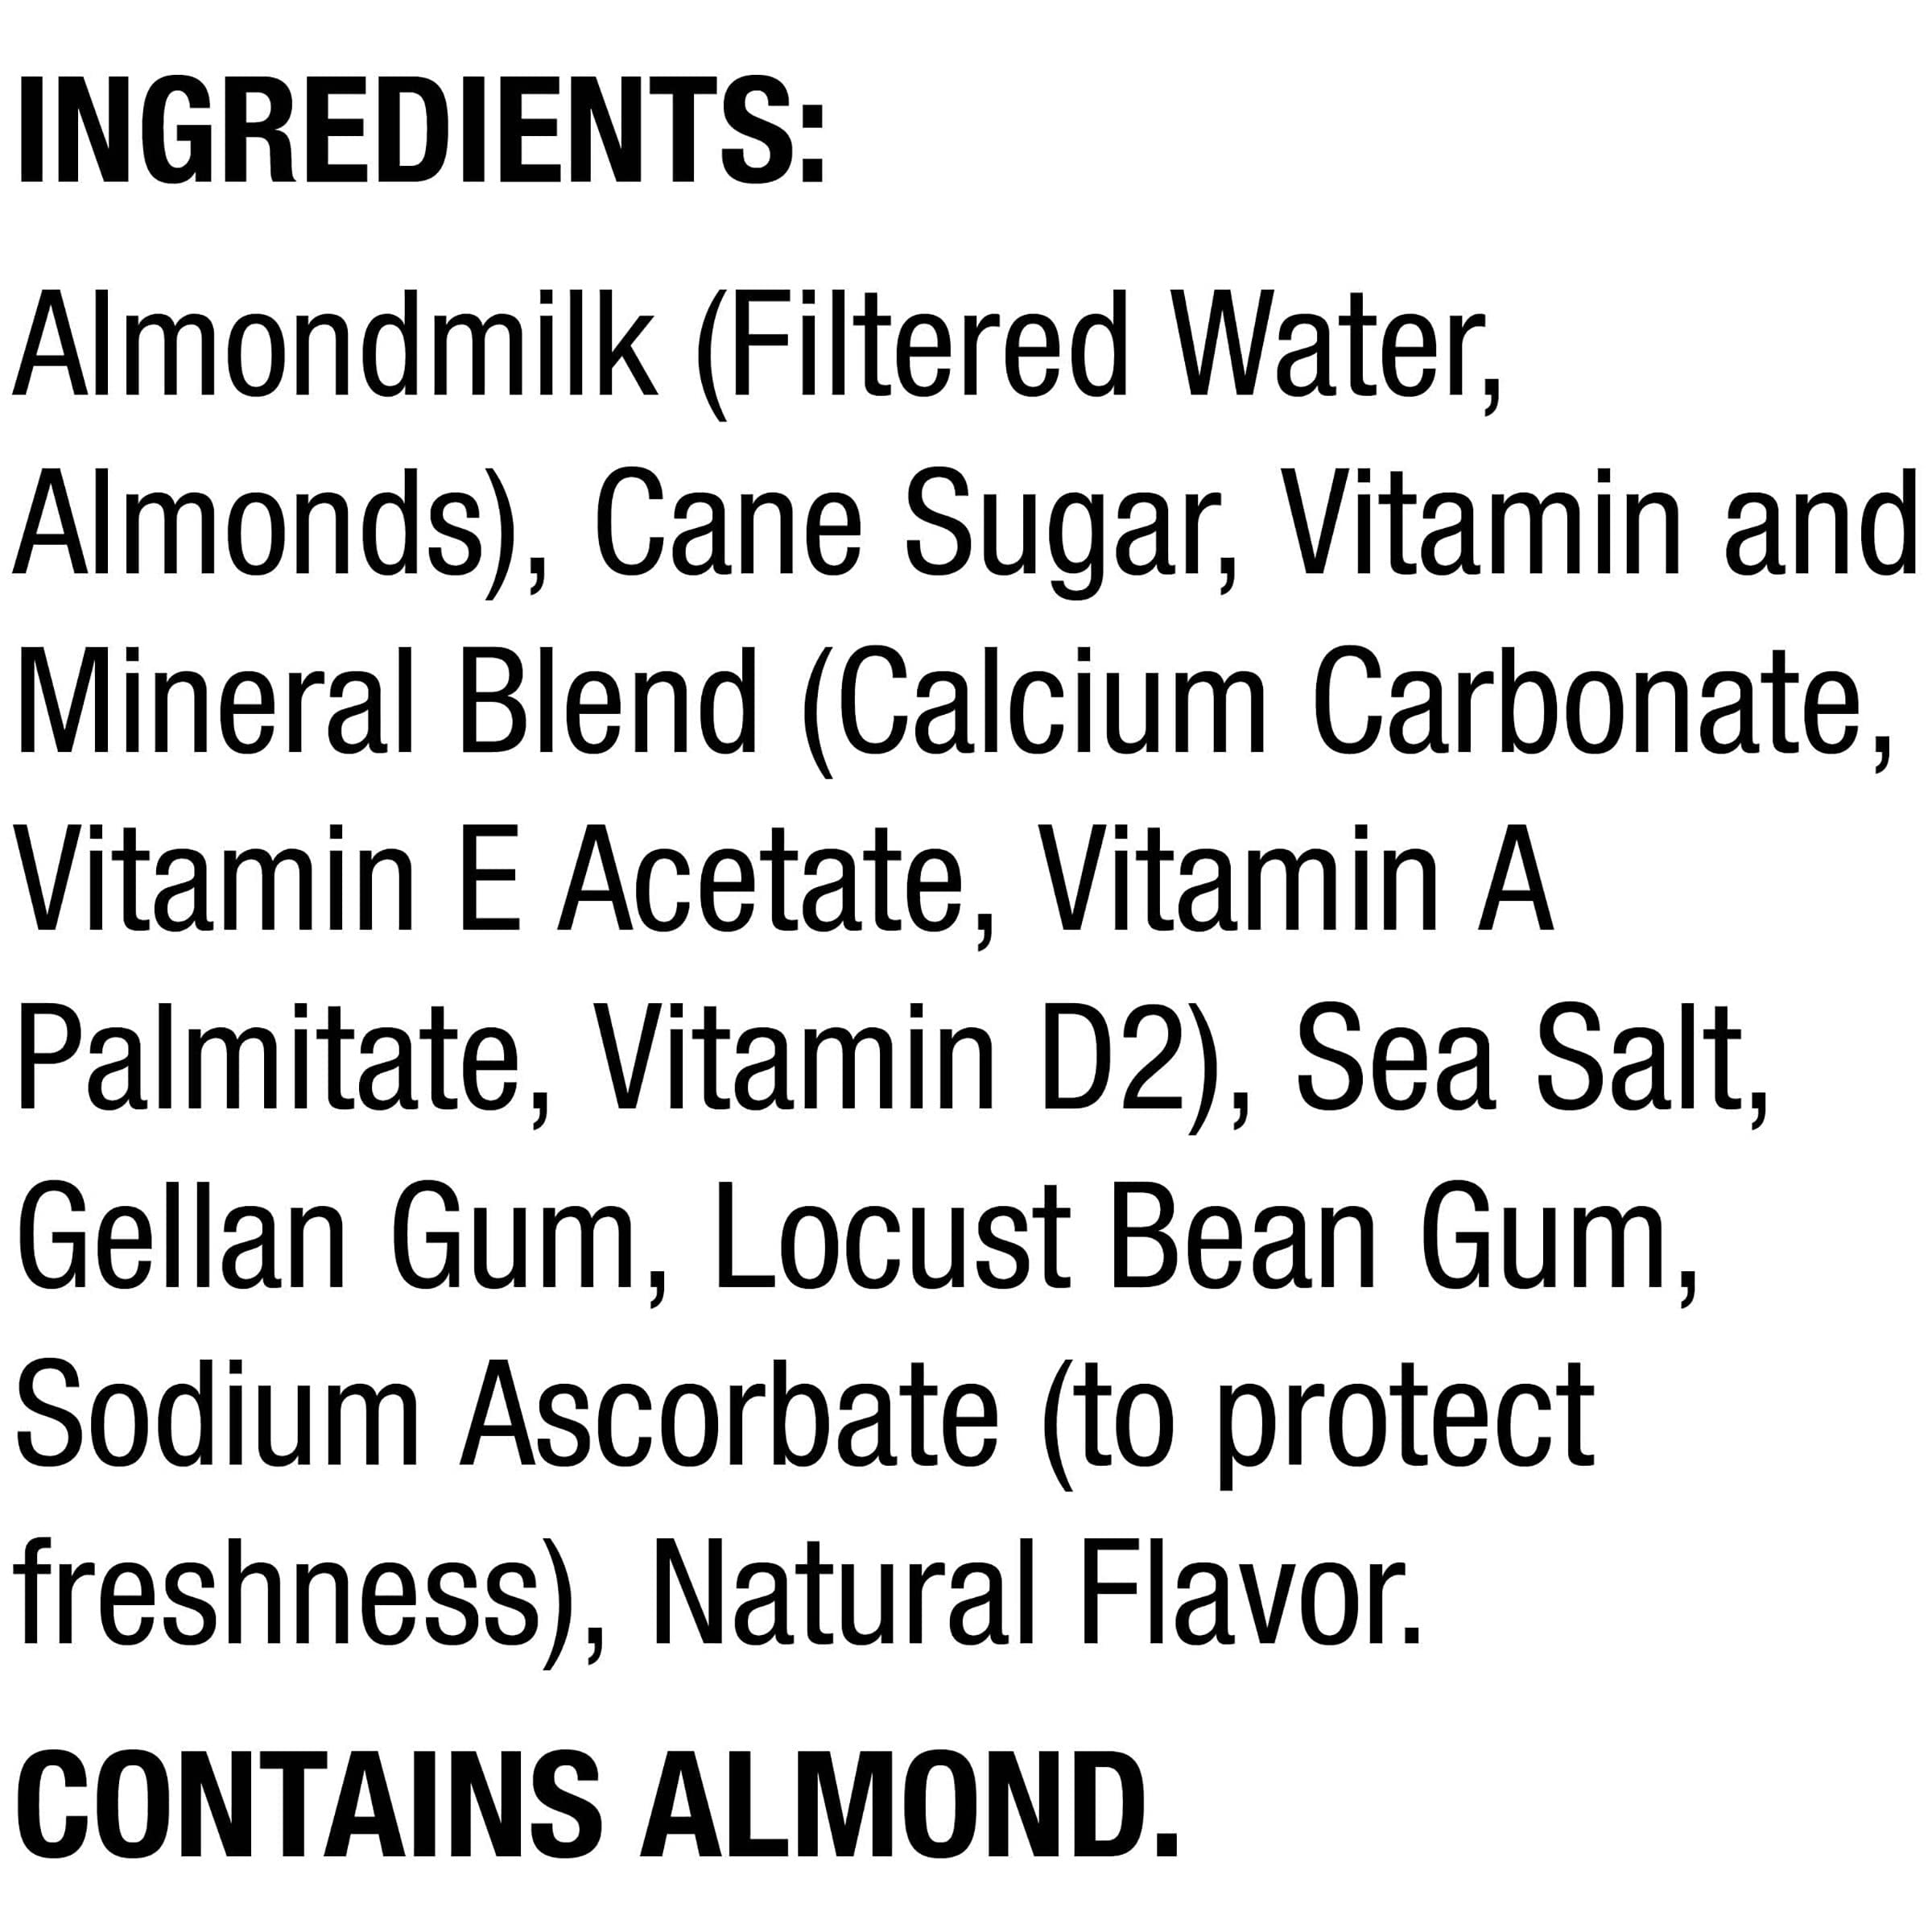 INGREDIENTS:
Almondmilk (Filtered Water,
Almonds), Cane Sugar, Vitamin and
Mineral Blend (Calcium Carbonate,
Vitamin E Acetate, Vitamin A
Palmitate, Vitamin D2), Sea Salt,
Gellan Gum, Locust Bean Gum,
Sodium Ascorbate (to protect
freshness), Natural Flavor.
CONTAINS ALMOND.